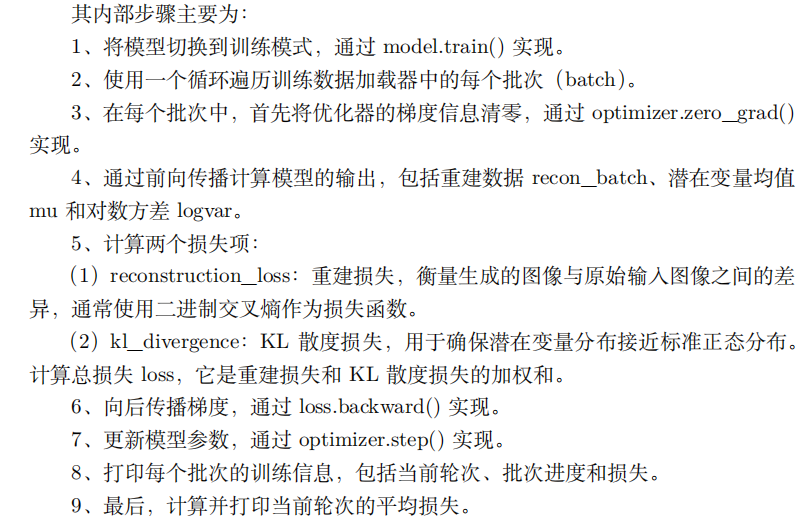 其内部步骤主要为：
1、将模型切换到训练模式，通过 model.train() 实现。
2、使用一个循环遍历训练数据加载器中的每个批次（batch）。
3、在每个批次中，首先将优化器的梯度信息清零，通过 optimizer.zero_grad()
实现。
4、通过前向传播计算模型的输出，包括重建数据 recon_batch、潜在变量均值
mu 和对数方差 logvar。
5、计算两个损失项：
（1）reconstruction_loss：重建损失，衡量生成的图像与原始输入图像之间的差
异，通常使用二进制交叉熵作为损失函数。
（2）kl_divergence：KL 散度损失，用于确保潜在变量分布接近标准正态分布。
计算总损失 loss，它是重建损失和 KL 散度损失的加权和。
6、向后传播梯度，通过 loss.backward() 实现。
7、更新模型参数，通过 optimizer.step() 实现。
8、打印每个批次的训练信息，包括当前轮次、批次进度和损失。
9、最后，计算并打印当前轮次的平均损失。